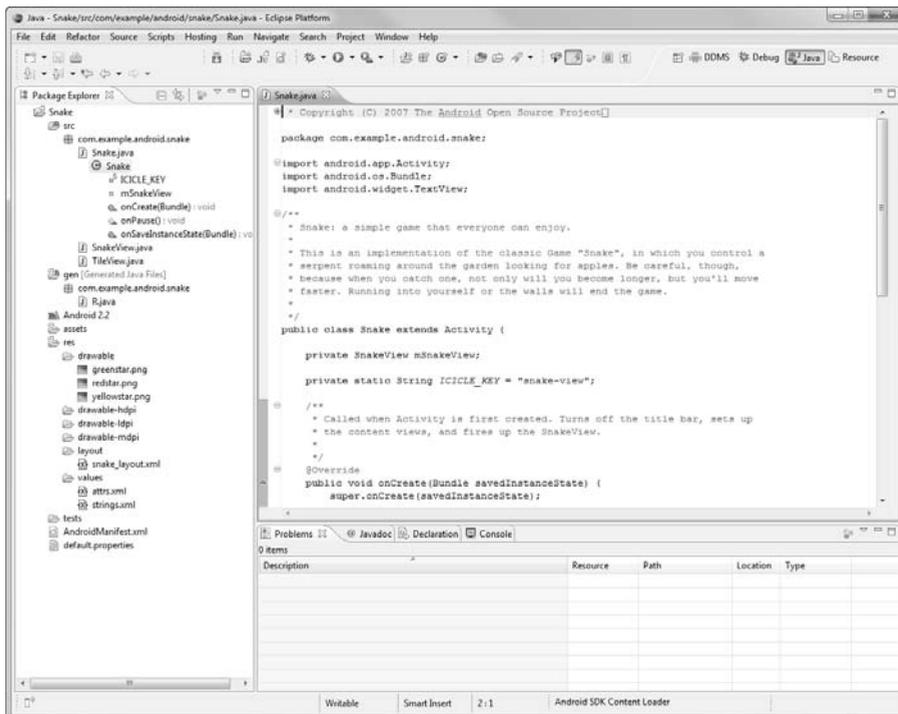 Java - Snake/src/com/example/android/snake/Snake.java - Eclipse Platform
File Edit Refactor Source Scripts Hosting Run Navigate Search Project Window Help
DDMS Debug Java Resource
Package Explorer
Snake
src
com.example.android.snake
Snake.java
Snake
ICICLE_KEY
mSnakeView
onCreate(Bundle) : void
onPause() : void
onSaveInstanceState(Bundle) : vo
SnakeView.java
TileView.java
gen [Generated Java Files]
com.example.android.snake
R.java
Android 2.2
assets
res
drawable
greenstar.png
redstar.png
yellowstar.png
drawable-hdpi
drawable-ldpi
drawable-mdpi
layout
snake_layout.xml
values
attrs.xml
strings.xml
tests
AndroidManifest.xml
default.properties
Snake.java
* Copyright (C) 2007 The Android Open Source Project
package com.example.android.snake;
import android.app.Activity;
import android.os.Bundle;
import android.widget.TextView;
/**
* Snake: a simple game that everyone can enjoy.
*
* This is an implementation of the classic Game "Snake", in which you control a
* serpent roaming around the garden looking for apples. Be careful, though,
* because when you catch one, not only will you become longer, but you'll move
* faster. Running into yourself or the walls will end the game.
*
*/
public class Snake extends Activity {
private SnakeView mSnakeView;
private static String ICICLE_KEY = "snake-view";
/**
* Called when Activity is first created. Turns off the title bar, sets up
* the content views, and fires up the SnakeView.
*
*/
@Override
public void onCreate(Bundle savedInstanceState) {
super.onCreate(savedInstanceState);
Problems @ Javadoc Declaration Console
0 items
Description Resource Path Location Type
Writable Smart Insert 2:1 Android SDK Content Loader